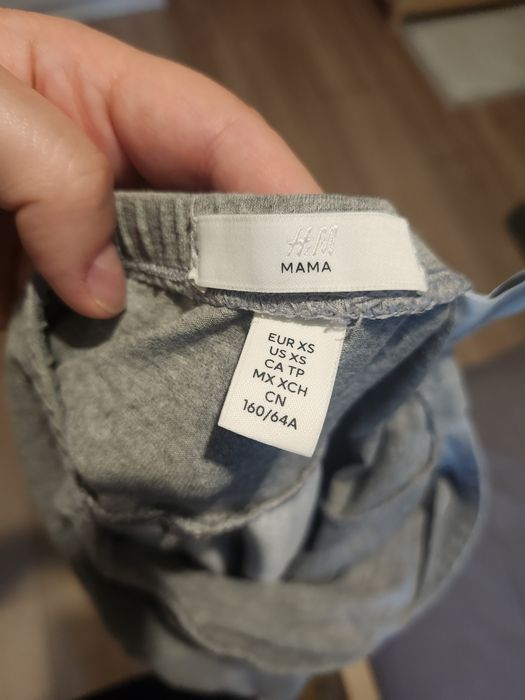 H&M
MAMA
EUR XS
US XS
CA TP
MX XCH
CN
160/64A